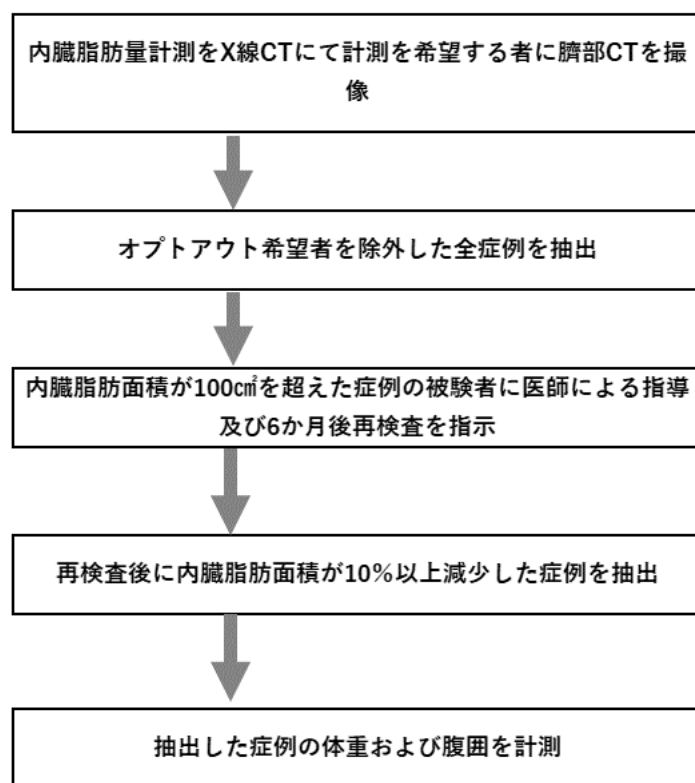 内臓脂肪量計測をX線CTにて計測を希望する者に臍部CTを撮
像
オプトアウト希望者を除外した全症例を抽出
内臓脂肪面積が100㎠を超えた症例の被験者に医師による指導
及び6か月後再検査を指示
再検査後に内臓脂肪面積が10%以上減少した症例を抽出
抽出した症例の体重および腹囲を計測